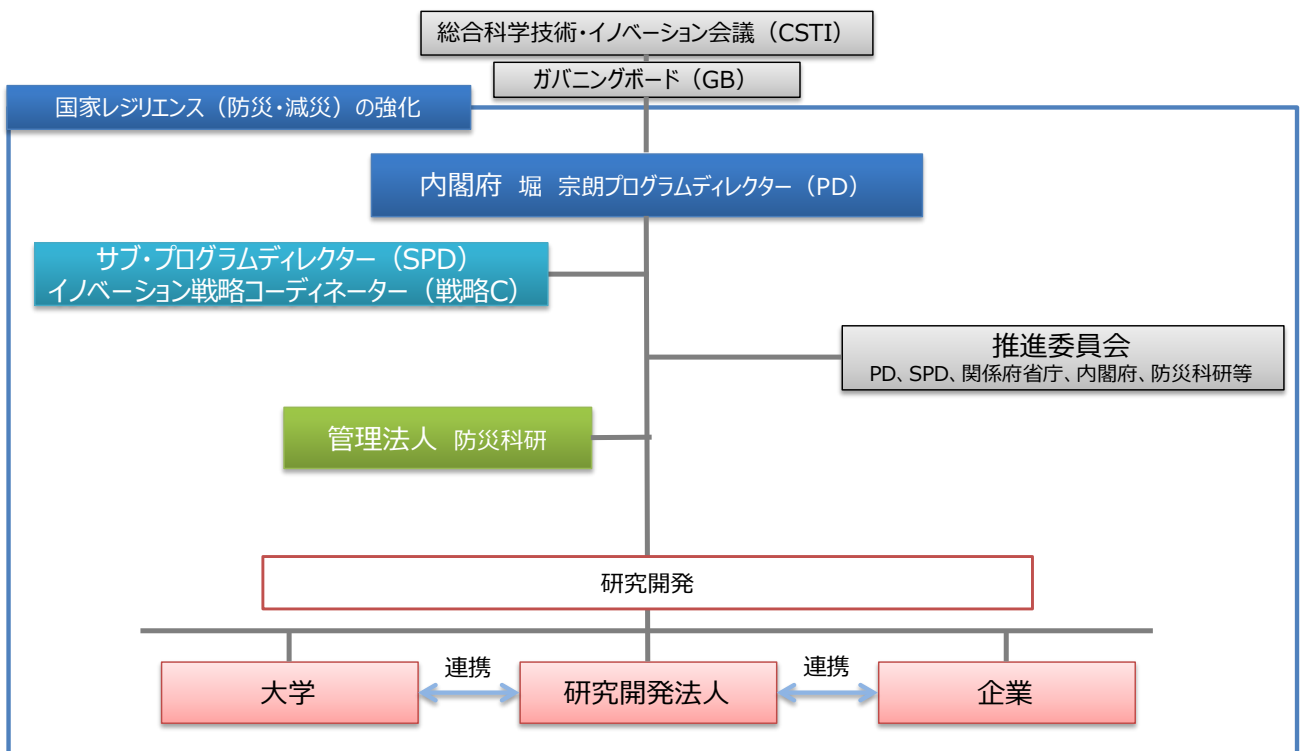 総合科学技術・イノベーション会議（CSTI）
ガバニングボード（GB）
国家レジリエンス（防災・減災）の強化
内閣府 堀 宗朗プログラムディレクター（PD）
サブ・プログラムディレクター（SPD）
イノベーション戦略コーディネーター（戦略C）
推進委員会
PD、SPD、関係府省庁、内閣府、防災科研等
管理法人 防災科研
研究開発
大学
連携
研究開発法人
連携
企業